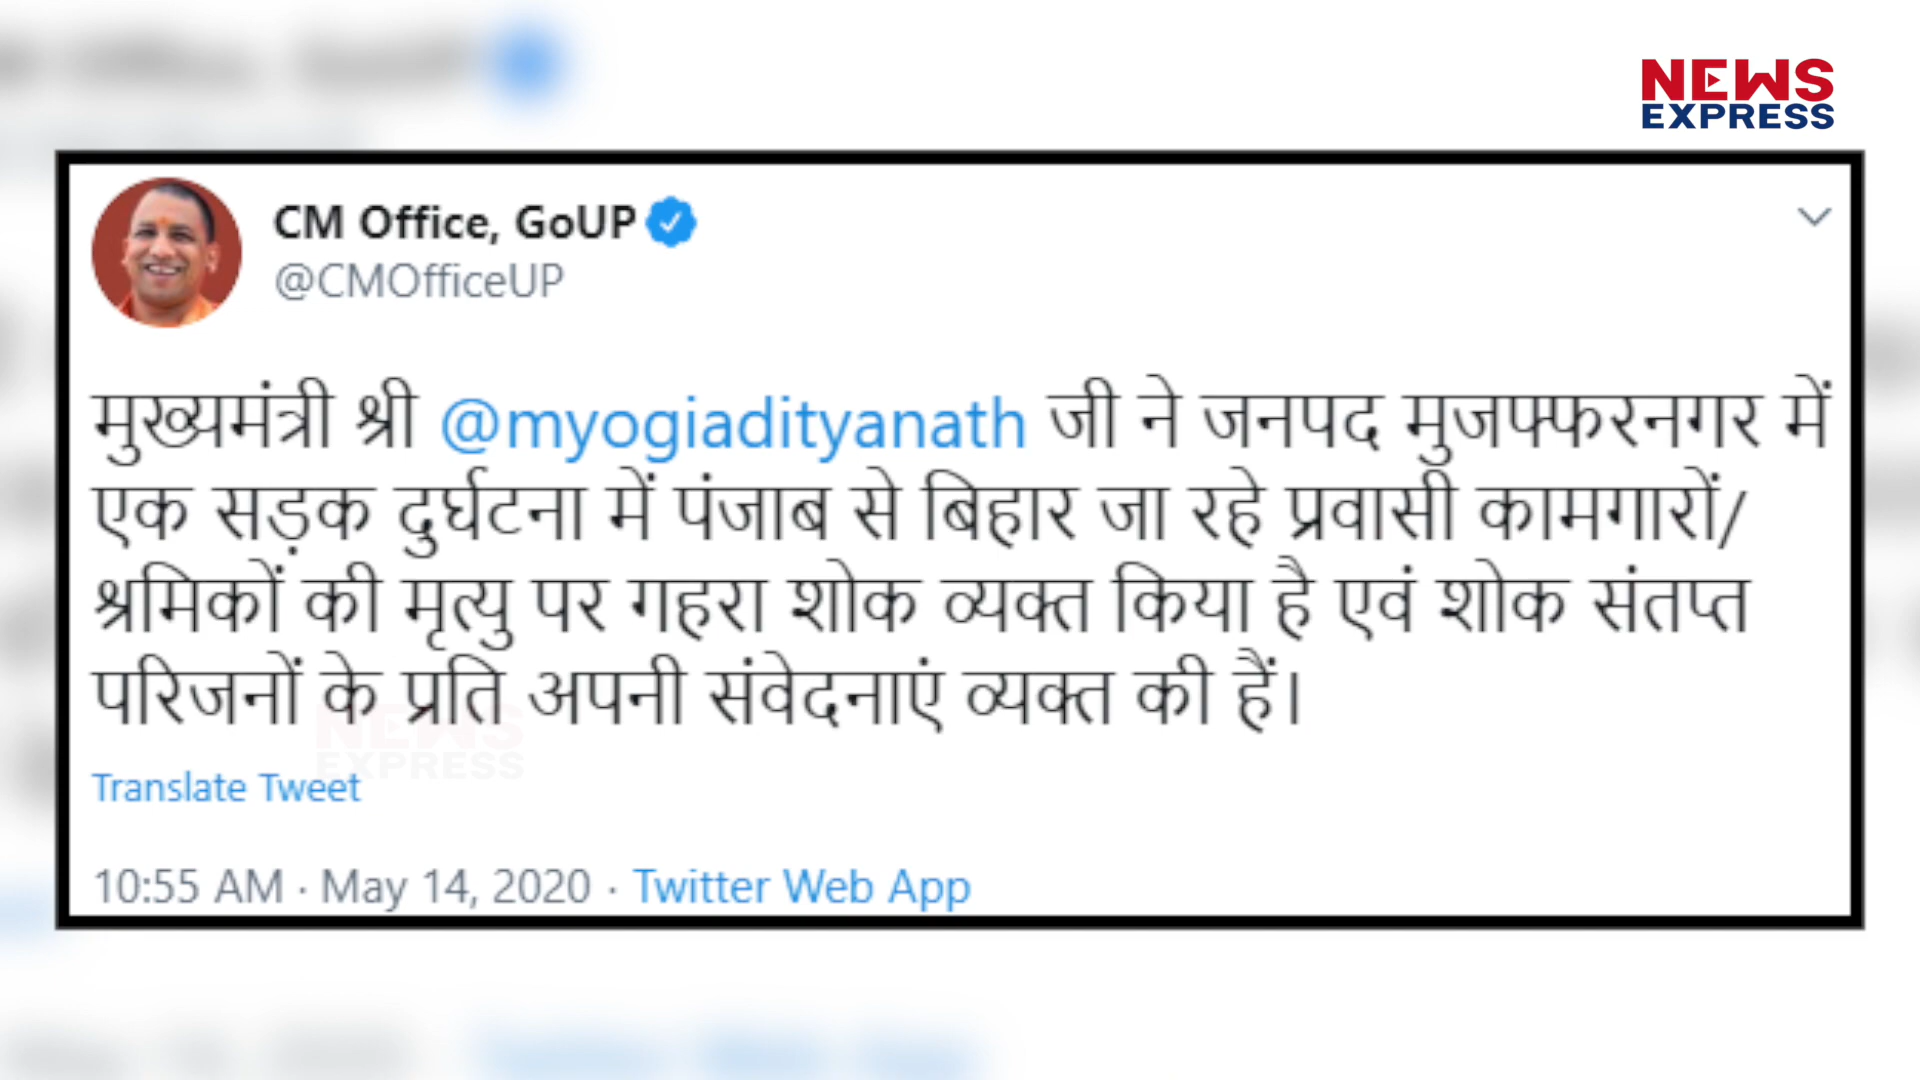 NEWS
EXPRESS
CM Office, GoUP
@CMOfficeUP
मुख्यमंत्री श्री @myogiadityanath जी ने जनपद मुजफ्फरनगर में
एक सड़क दुर्घटना में पंजाब से बिहार जा रहे प्रवासी कामगारों/
श्रमिकों की मृत्यु पर गहरा शोक व्यक्त किया है एवं शोक संतप्त
परिजनों के प्रति अपनी संवेदनाएं व्यक्त की हैं।
NEWS
EXPRESS
Translate Tweet
10:55 AM · May 14, 2020 · Twitter Web App